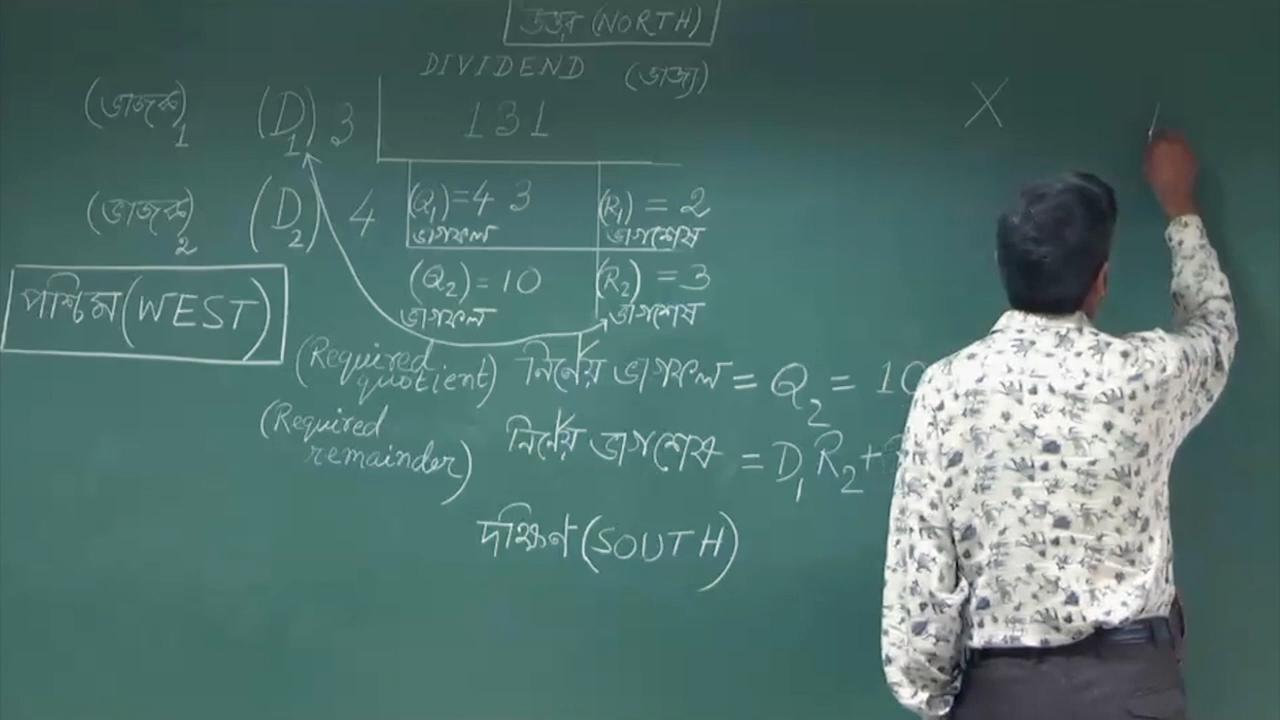 উত্তর (NORTH)
DIVIDEND (ভাজ্য)
(ভাজক)1 (D1) 3 131
(ভাজক)2 (D2) 4 (Q1) = 43 (R1) = 2
ভাগফল ভাগশেষ
(Q2) = 10 (R2) = 3
ভাগফল ভাগশেষ
পশ্চিম (WEST)
(Required quotient) নির্ণেয় ভাগফল = Q2 = 10
(Required remainder) নির্ণেয় ভাগশেষ = D1R2+
দক্ষিণ (SOUTH)
X